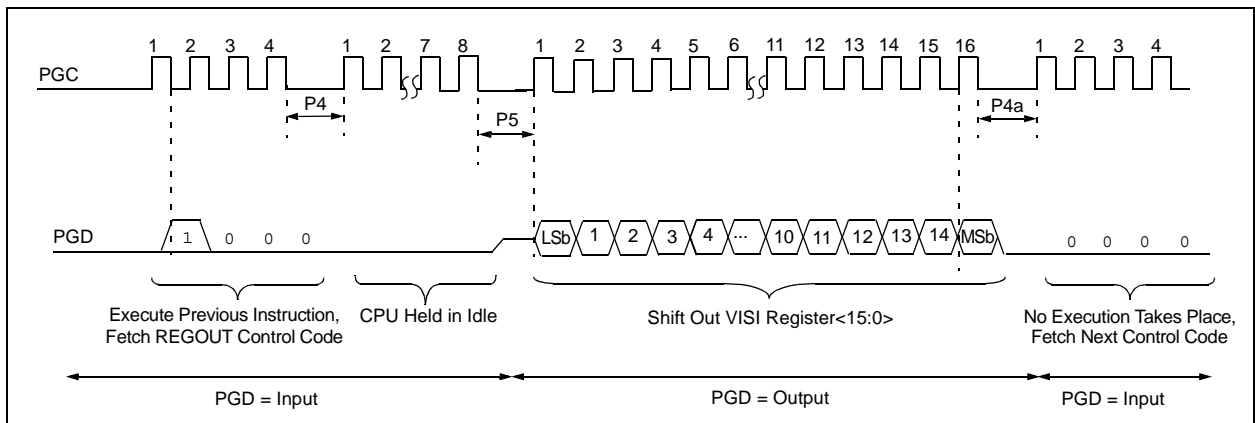 1 2 3 4 1 2 7 8 1 2 3 4 5 6 11 12 13 14 15 16 1 2 3 4
PGC
P4
P5
P4a
PGD
1 0 0 0
LSb 1 2 3 4 ... 10 11 12 13 14 MSb
0 0 0 0
Execute Previous Instruction,
Fetch REGOUT Control Code
CPU Held in Idle
Shift Out VISI Register<15:0>
No Execution Takes Place,
Fetch Next Control Code
PGD = Input
PGD = Output
PGD = Input